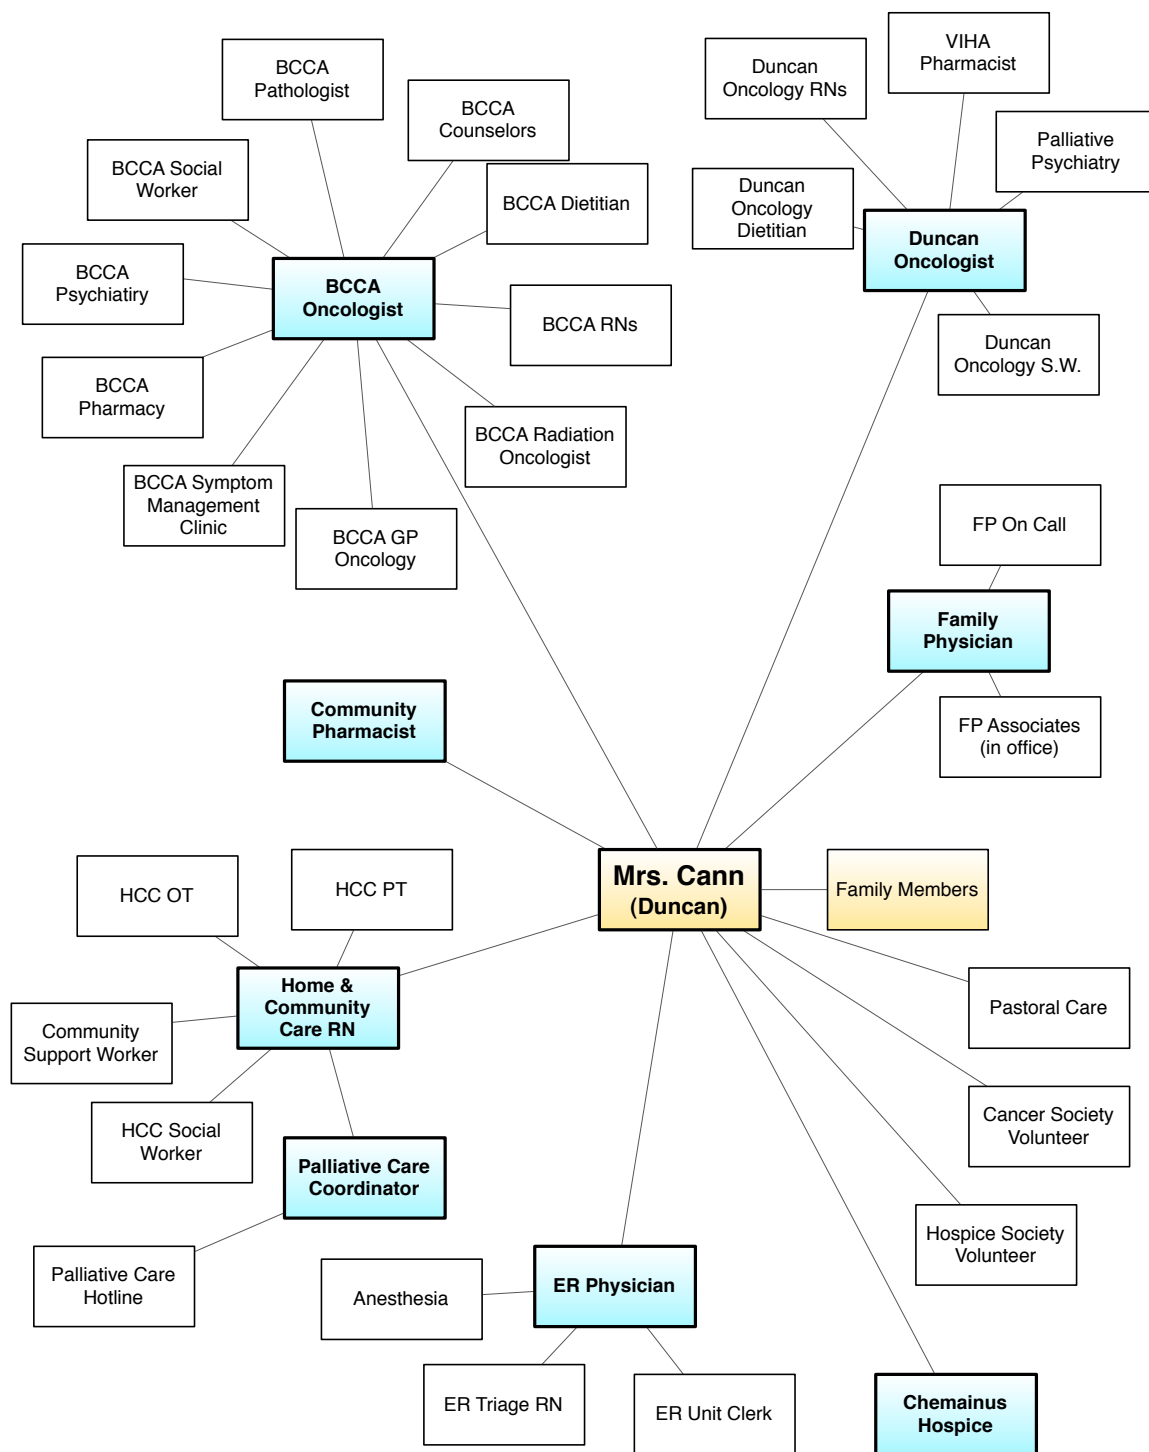 BCCA
Pathologist
BCCA
Counselors
Duncan
Oncology RNs
VIHA
Pharmacist
BCCA Social
Worker
BCCA Dietitian
Duncan
Oncology
Dietitian
Palliative
Psychiatry
BCCA
Psychiatiry
BCCA
Oncologist
Duncan
Oncologist
BCCA RNs
BCCA
Pharmacy
Duncan
Oncology S.W.
BCCA Radiation
Oncologist
BCCA Symptom
Management
Clinic
BCCA GP
Oncology
FP On Call
Family
Physician
Community
Pharmacist
FP Associates
(in office)
HCC OT
HCC PT
Mrs. Cann
(Duncan)
Family Members
Home &
Community
Care RN
Pastoral Care
Community
Support Worker
HCC Social
Worker
Cancer Society
Volunteer
Palliative Care
Coordinator
Hospice Society
Volunteer
Palliative Care
Hotline
Anesthesia
ER Physician
ER Triage RN
ER Unit Clerk
Chemainus
Hospice